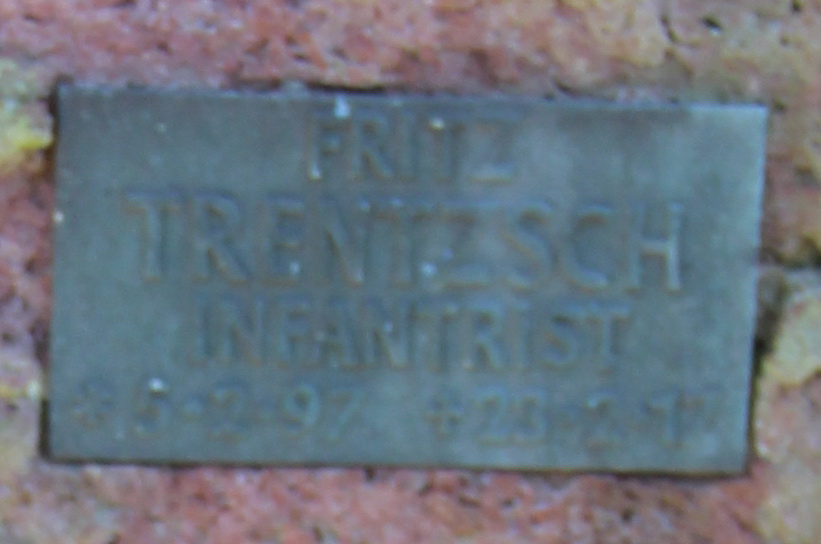 FRITZ
TRENTZSCH
INFANTRIST
* 5·2·97 +23·2·17